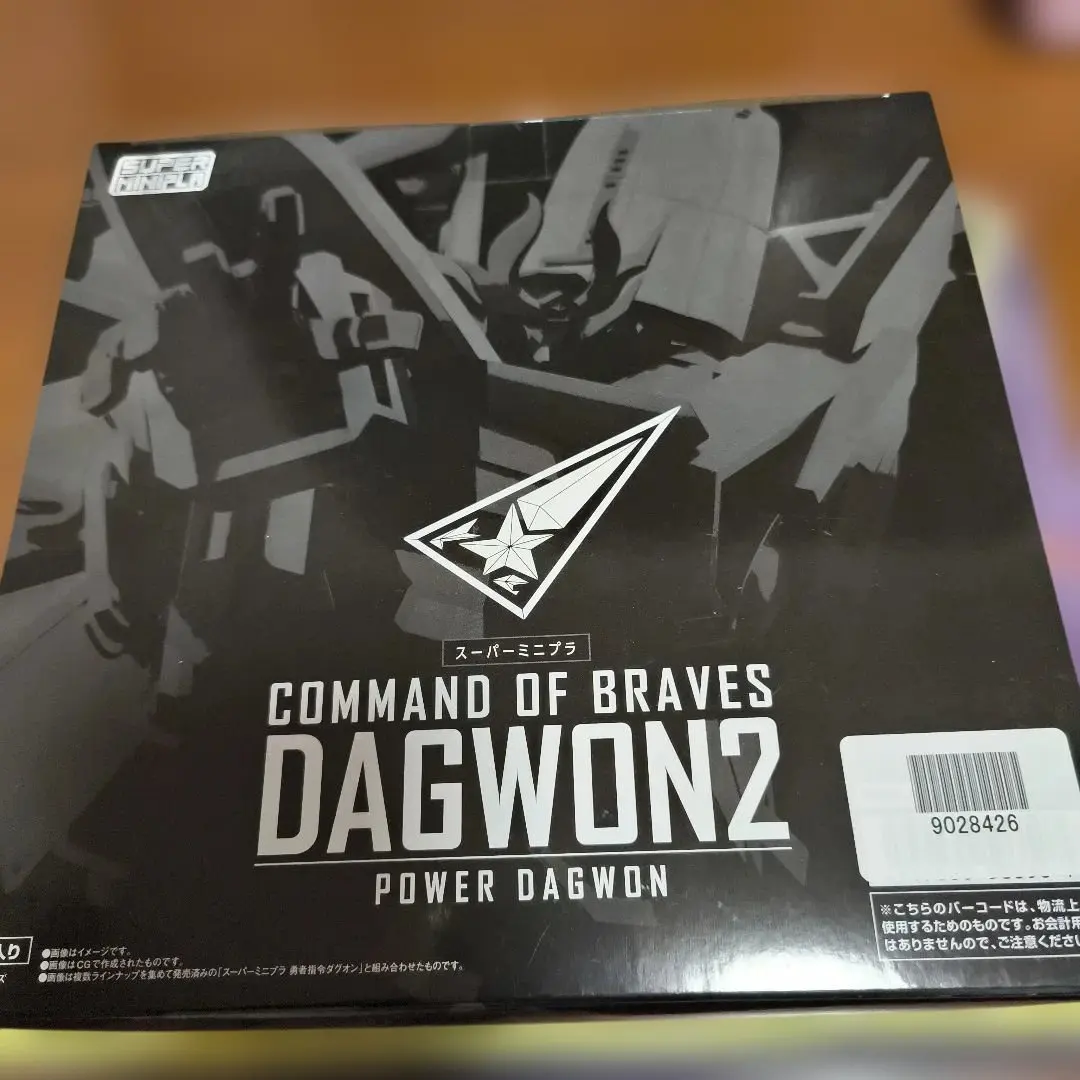 SUPER
MINIPLA
スーパーミニプラ
COMMAND OF BRAVES
DAGWON2
POWER DAGWON
9028426
※こちらのバーコードは、物流上
使用するためのものです。お会計用
はありませんので、ご注意ください
入り
ズ
●画像はイメージです。
●画像はCGで作成されたものです。
●画像は複数ラインナップを集めて発売済みの「スーパーミニプラ 勇者指令ダグオン」と組み合わせたものです。